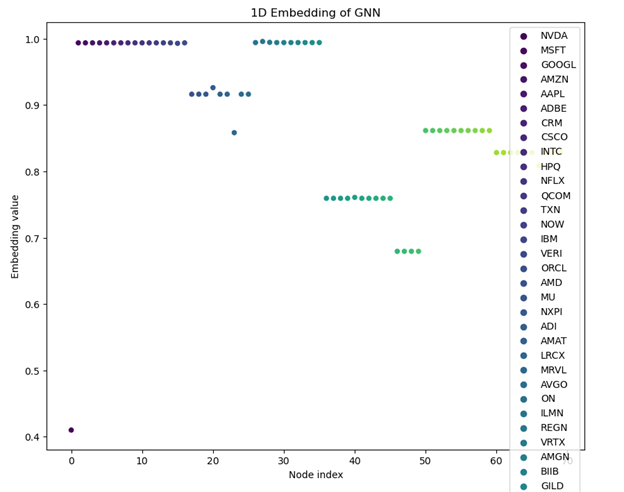 1D Embedding of GNN
1.0
0.9
0.8
0.7
0.6
0.5
0.4
Embedding value
0
10
20
30
40
50
60
70
Node index
NVDA
MSFT
GOOGL
AMZN
AAPL
ADBE
CRM
CSCO
INTC
HPQ
NFLX
QCOM
TXN
NOW
IBM
VERI
ORCL
AMD
MU
NXPI
ADI
AMAT
LRCX
MRVL
AVGO
ON
ILMN
REGN
VRTX
AMGN
BIIB
GILD